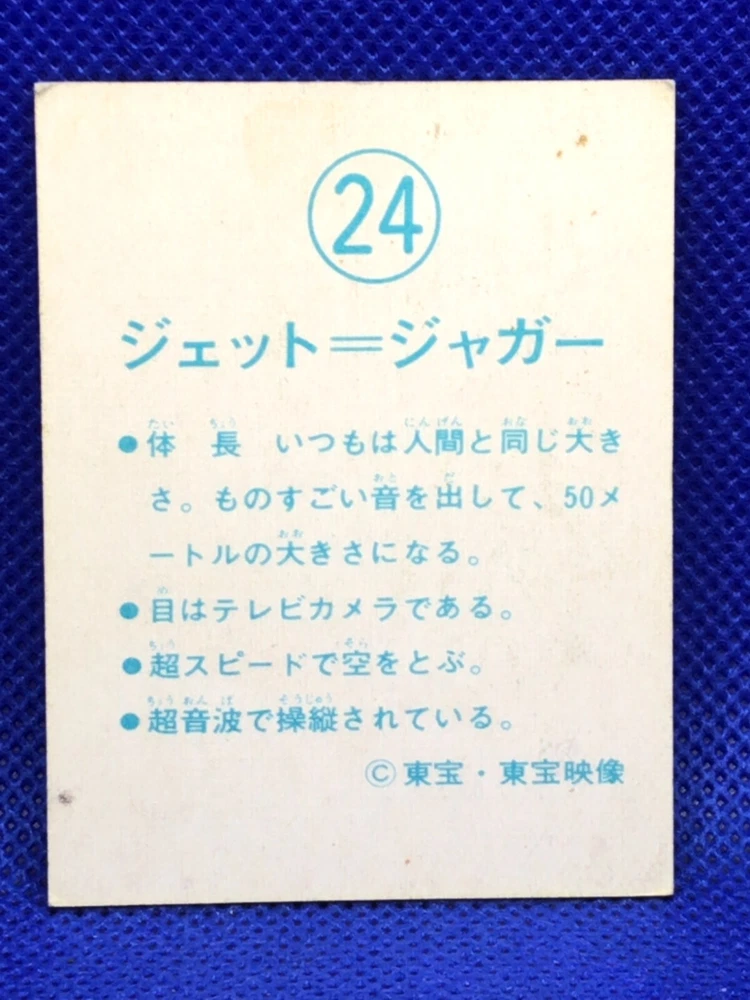 24
ジェット＝ジャガー
●体　長　いつもは人間と同じ大き
さ。ものすごい音を出して、50メ
ートルの大きさになる。
●目はテレビカメラである。
●超スピードで空をとぶ。
●超音波で操縦されている。
©東宝・東宝映像